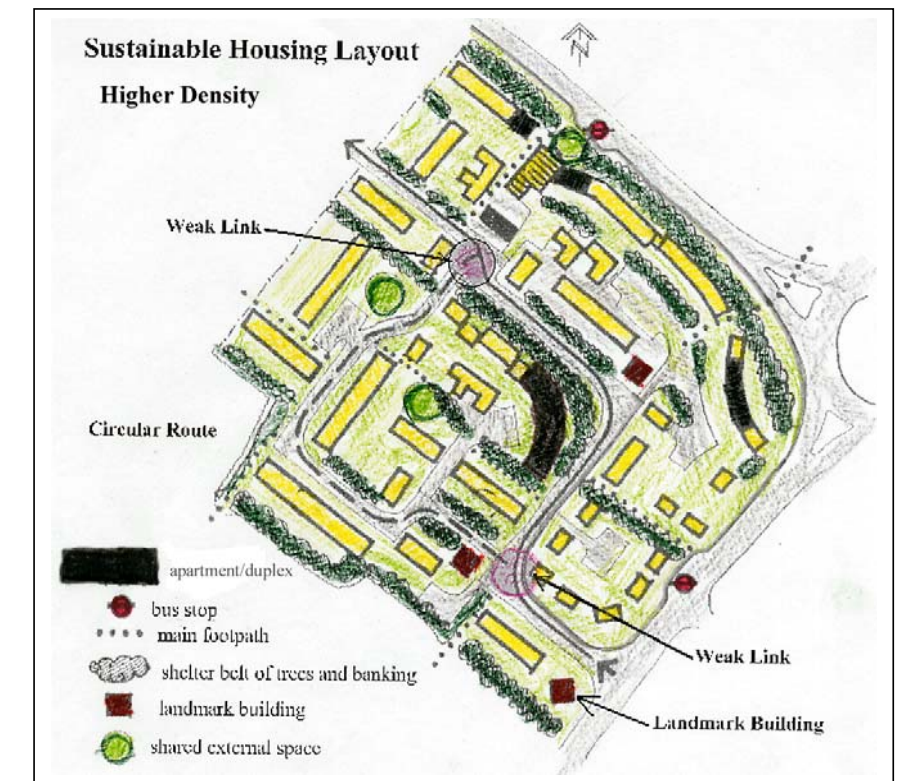 Sustainable Housing Layout
Higher Density
N
Weak Link
Circular Route
apartment/duplex
bus stop
main footpath
shelter belt of trees and banking
landmark building
shared external space
Weak Link
Landmark Building